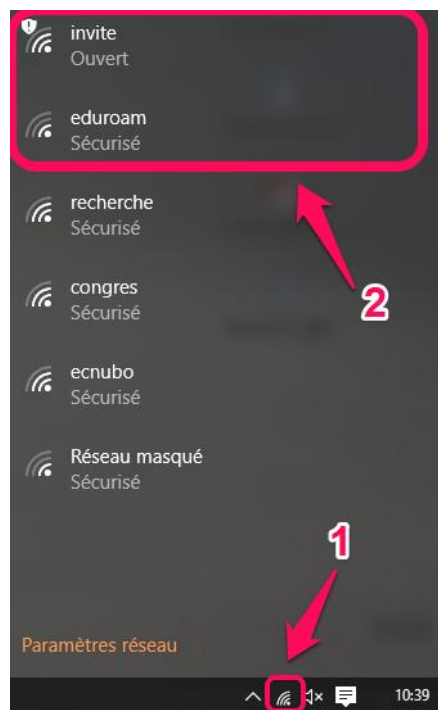 invite
Ouvert
eduroam
Sécurisé
recherche
Sécurisé
2
congres
Sécurisé
ecnubo
Sécurisé
Réseau masqué
Sécurisé
1
Paramètres réseau
10:39